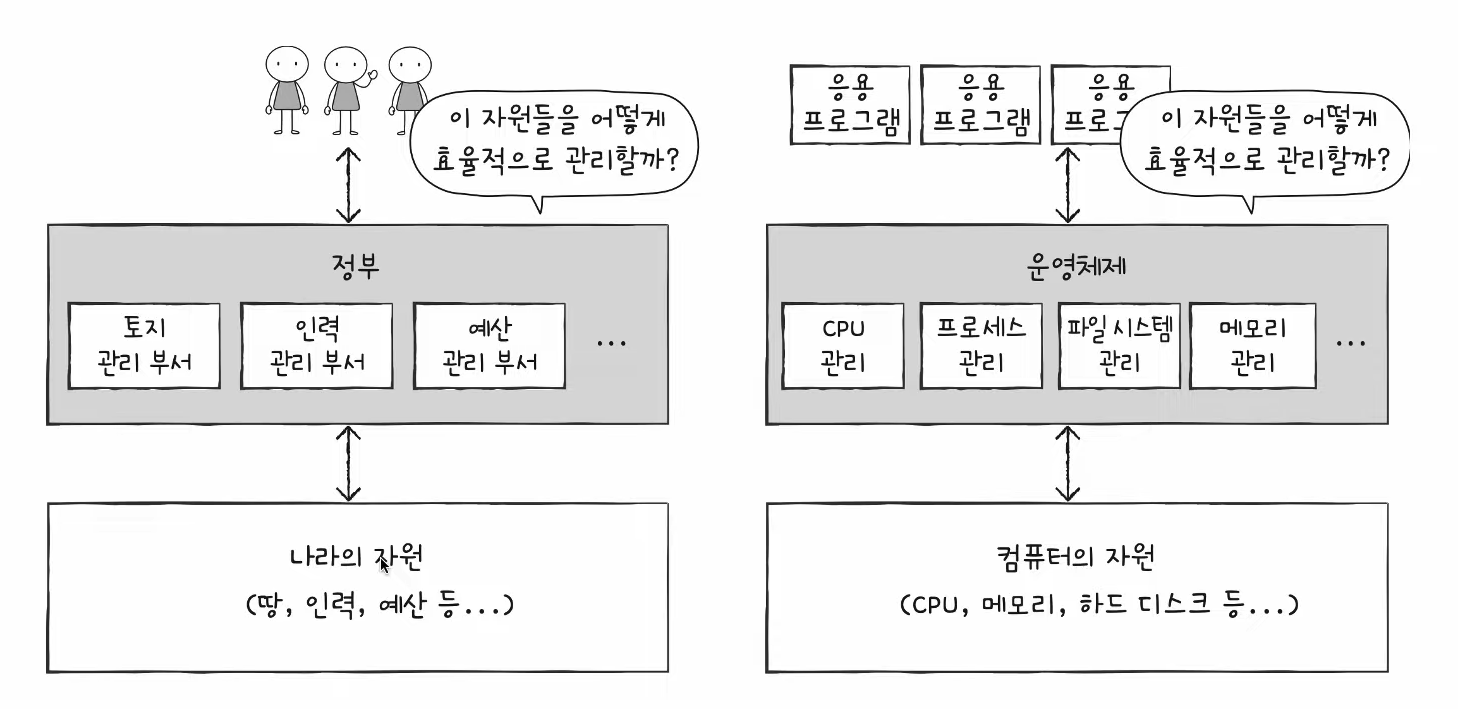 이 자원들을 어떻게
효율적으로 관리할까?
정부
토지
관리 부서
인력
관리 부서
예산
관리 부서
...
나라의 자원
(땅, 인력, 예산 등...)
응용
프로그램
응용
프로그램
응용
프로그
이 자원들을 어떻게
효율적으로 관리할까?
운영체제
CPU
관리
프로세스
관리
파일 시스템
관리
메모리
관리
...
컴퓨터의 자원
(CPU, 메모리, 하드 디스크 등...)